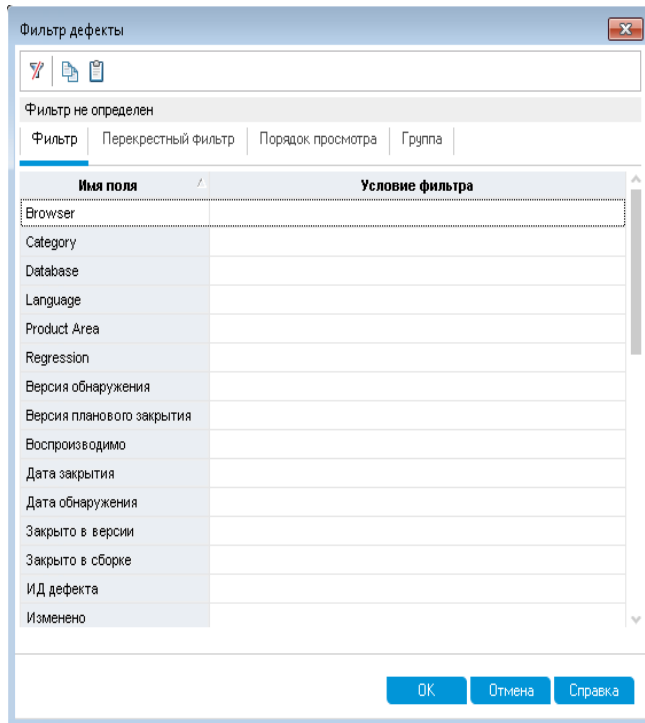 Фильтр дефекты
Фильтр не определен
Фильтр Перекрестный фильтр Порядок просмотра Группа
Имя поля Условие фильтра
Browser
Category
Database
Language
Product Area
Regression
Версия обнаружения
Версия планового закрытия
Воспроизводимо
Дата закрытия
Дата обнаружения
Закрыто в версии
Закрыто в сборке
ИД дефекта
Изменено
OK Отмена Справка